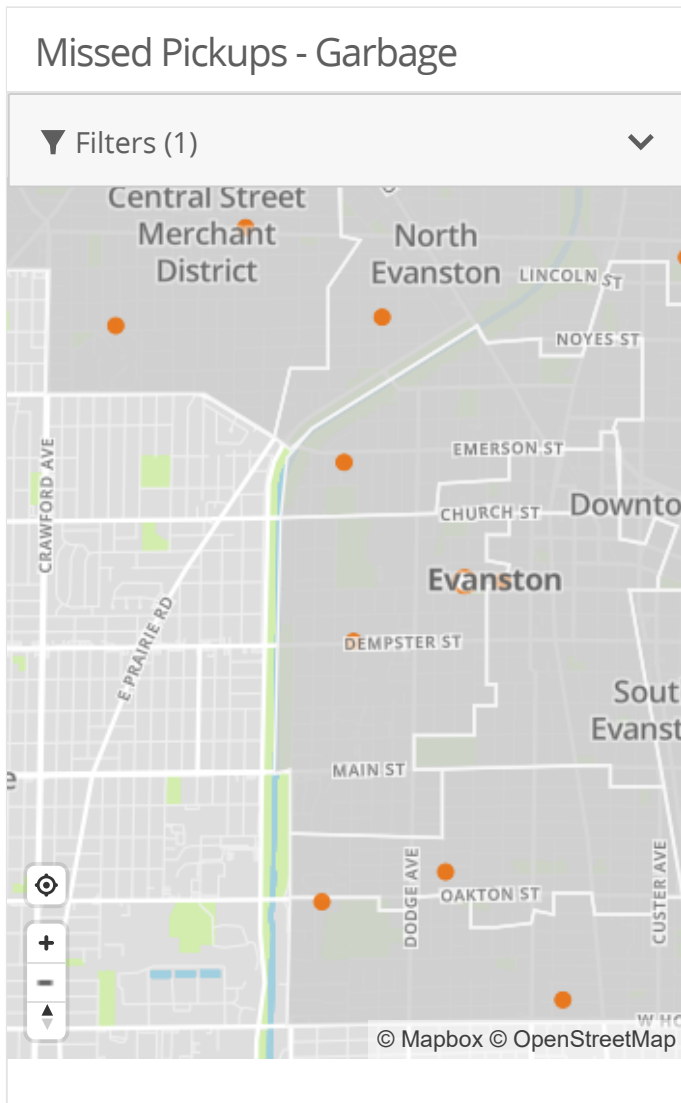 Missed Pickups - Garbage
Filters (1)
Central Street
Merchant
District
North
Evanston
LINCOLN ST
NOYES ST
CRAWFORD AVE
EMERSON ST
CHURCH ST
Downto
Evanston
E PRAIRIE RD
DEMPSTER ST
Sout
Evanst
MAIN ST
e
DODGE AVE
OAKTON ST
CUSTER AVE
W HO
© Mapbox © OpenStreetMap